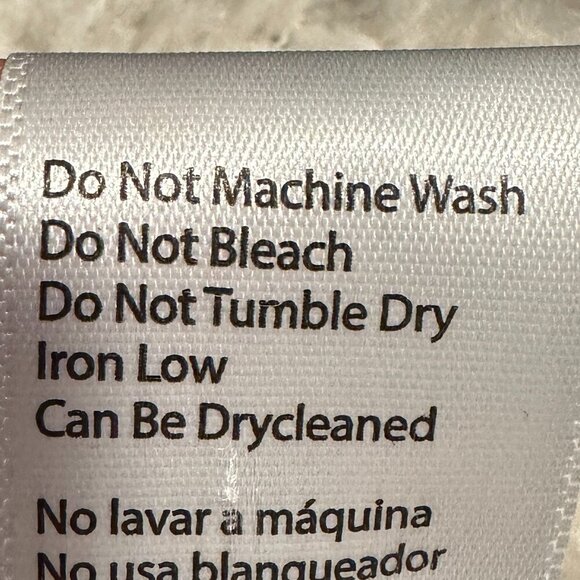 Do Not Machine Wash
Do Not Bleach
Do Not Tumble Dry
Iron Low
Can Be Drycleaned
No lavar a máquina
No usa blanqueador